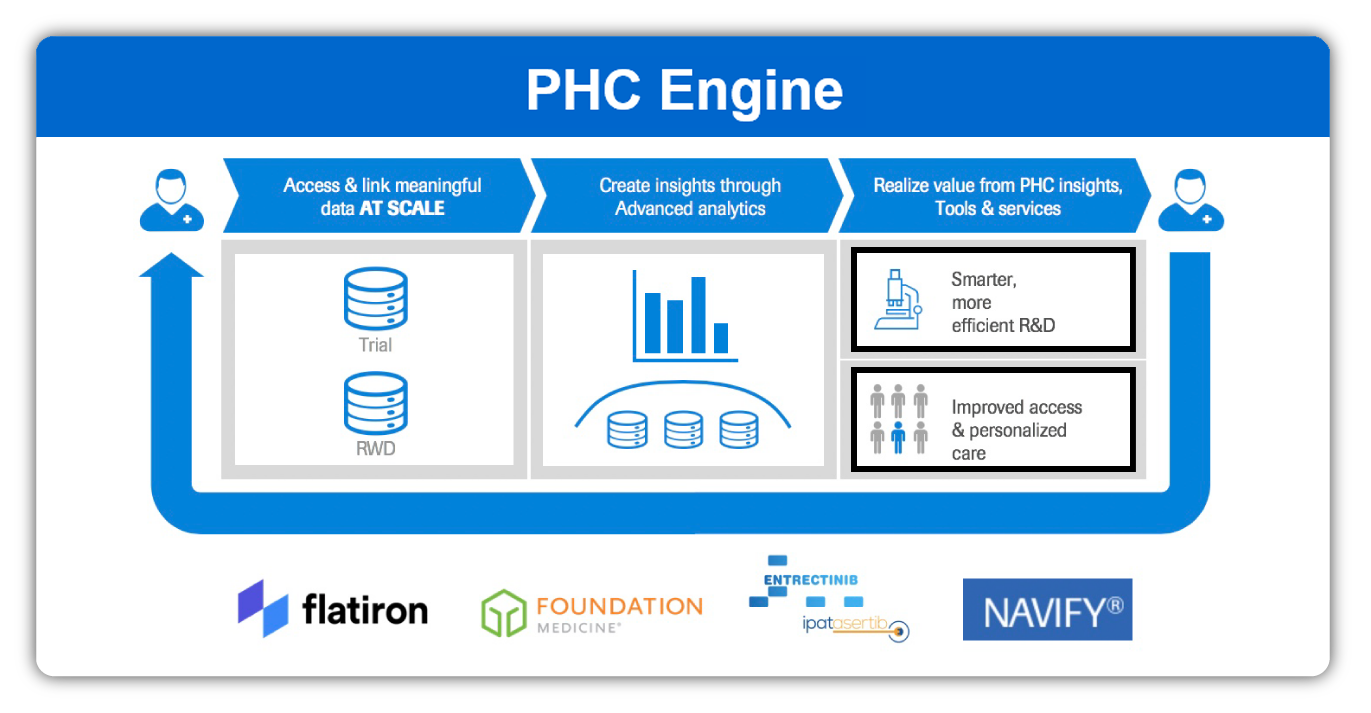 PHC Engine
Access & link meaningful
data AT SCALE
Create insights through
Advanced analytics
Realize value from PHC insights,
Tools & services
Trial
RWD
Smarter,
more
efficient R&D
Improved access
& personalized
care
flatiron
FOUNDATION
MEDICINE®
ENTRECTINIB
ipatasertib
NAVIFY®